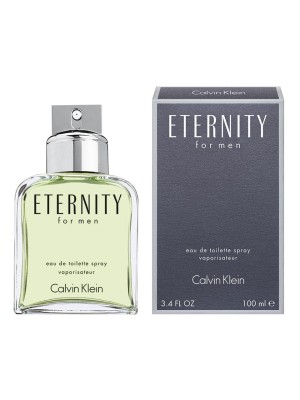 ETERNITY
for men
eau de toilette spray
vaporisateur
Calvin Klein
Calvin Klein
ETERNITY
for men
eau de toilette spray
vaporisateur
Calvin Klein
3.4 FL OZ 100 ml e